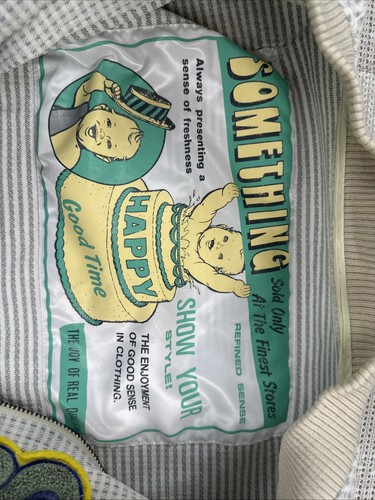 SOMETHING
Sold Only
At The Finest Stores
Always presenting a
sense of freshness
REFINED SENSE
HAPPY
Good Time
SHOW YOUR
STYLE!
THE ENJOYMENT
OF GOOD SENSE
IN CLOTHING.
THE JOY OF REAL